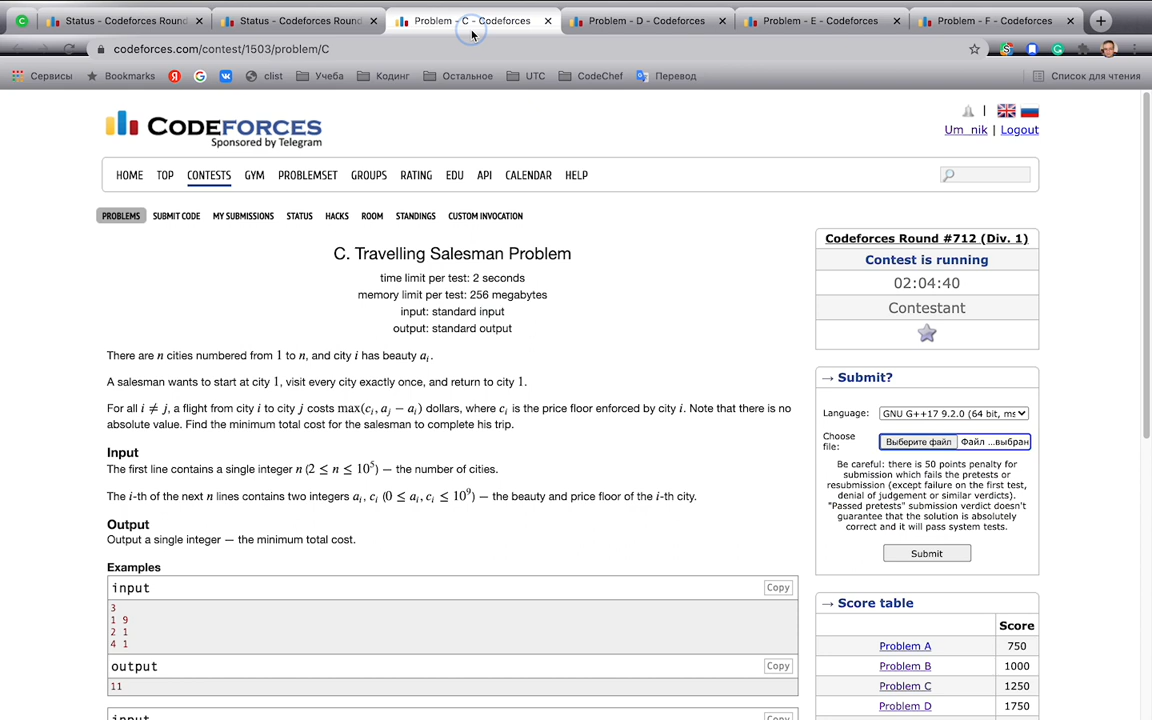 Status - Codeforces Round
Status - Codeforces Round
Problem - C - Codeforces
Problem - D - Codeforces
Problem - E - Codeforces
Problem - F - Codeforces
codeforces.com/contest/1503/problem/C
Сервисы
Bookmarks
clist
Учеба
Кодинг
Остальное
UTC
CodeChef
Перевод
Список для чтения
CODEFORCES
Sponsored by Telegram
Um_nik | Logout
HOME TOP CONTESTS GYM PROBLEMSET GROUPS RATING EDU API CALENDAR HELP
PROBLEMS SUBMIT CODE MY SUBMISSIONS STATUS HACKS ROOM STANDINGS CUSTOM INVOCATION
C. Travelling Salesman Problem
time limit per test: 2 seconds
memory limit per test: 256 megabytes
input: standard input
output: standard output
There are n cities numbered from 1 to n, and city i has beauty aᵢ.
A salesman wants to start at city 1, visit every city exactly once, and return to city 1.
For all i ≠ j, a flight from city i to city j costs max(cᵢ, aⱼ − aᵢ) dollars, where cᵢ is the price floor enforced by city i. Note that there is no
absolute value. Find the minimum total cost for the salesman to complete his trip.
Input
The first line contains a single integer n (2 ≤ n ≤ 10⁵) — the number of cities.
The i-th of the next n lines contains two integers aᵢ, cᵢ (0 ≤ aᵢ, cᵢ ≤ 10⁹) — the beauty and price floor of the i-th city.
Output
Output a single integer — the minimum total cost.
Examples
input
Copy
3
1 9
2 1
4 1
output
Copy
11
input
Copy
Codeforces Round #712 (Div. 1)
Contest is running
02:04:40
Contestant
→ Submit?
Language:
GNU G++17 9.2.0 (64 bit, ms
Choose
file:
Выберите файл
Файл ...выбран
Be careful: there is 50 points penalty for
submission which fails the pretests or
resubmission (except failure on the first test,
denial of judgement or similar verdicts).
"Passed pretests" submission verdict doesn't
guarantee that the solution is absolutely
correct and it will pass system tests.
Submit
→ Score table
Score
Problem A 750
Problem B 1000
Problem C 1250
Problem D 1750